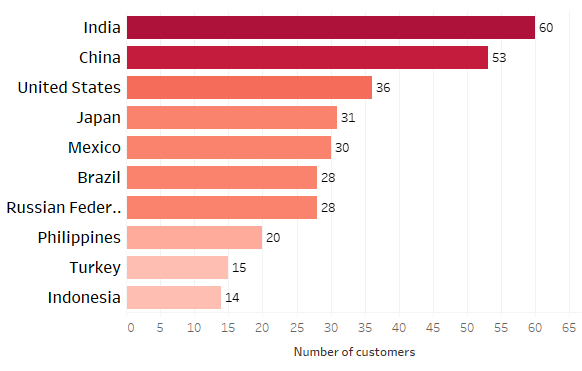 India 60
China 53
United States 36
Japan 31
Mexico 30
Brazil 28
Russian Feder.. 28
Philippines 20
Turkey 15
Indonesia 14
0 5 10 15 20 25 30 35 40 45 50 55 60 65
Number of customers